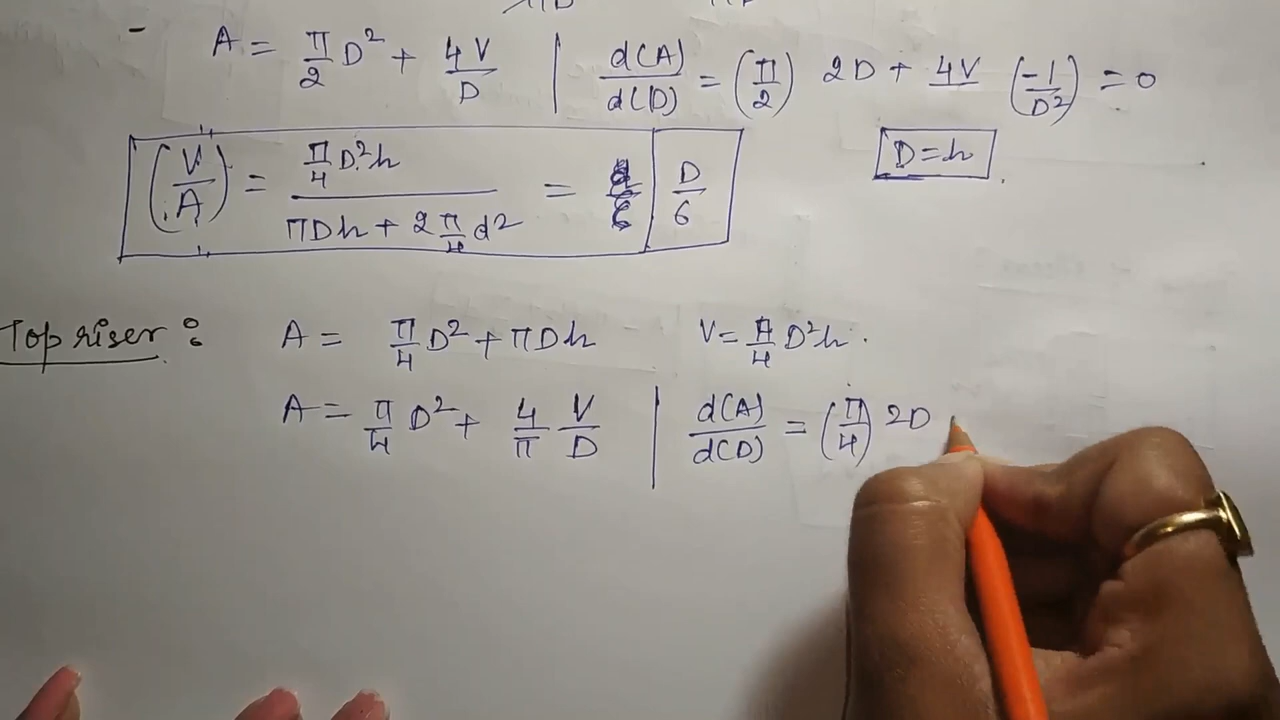 - A = π/2 D² + 4V/D | d(A)/d(D) = (π/2) 2D + 4V (-1/D²) = 0
(V/A) = π/4 D²h / πDh + 2 π/4 d² = D/6 D = h
Top riser : A = π/4 D² + πDh V = π/4 D²h .
A = π/4 D² + 4/π V/D | d(A)/d(D) = (π/4) 2D